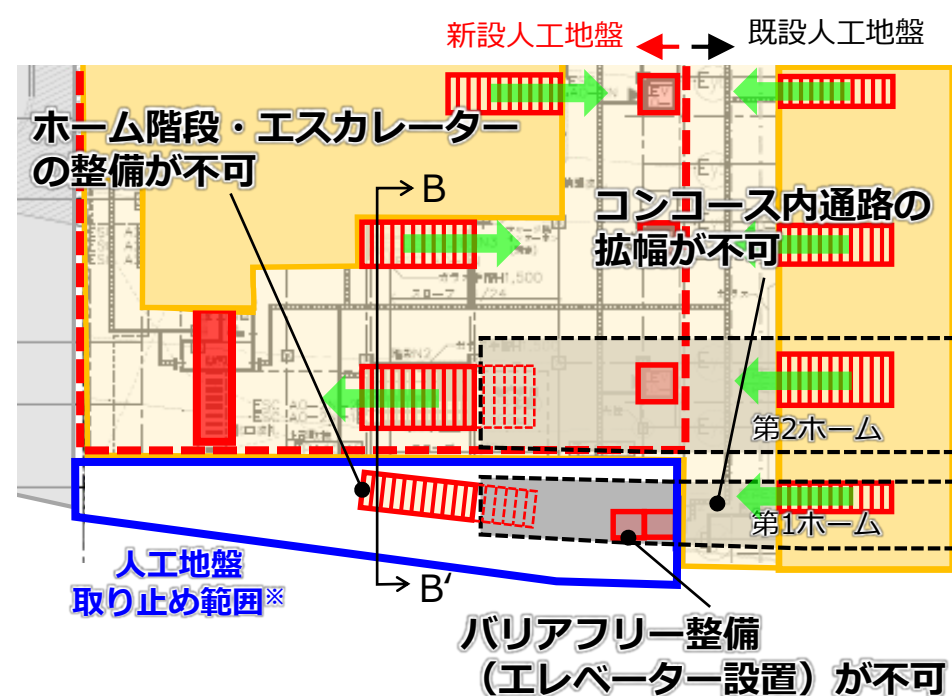 新設人工地盤
既設人工地盤
ホーム階段・エスカレーター
の整備が不可
B
コンコース内通路の
拡幅が不可
第2ホーム
第1ホーム
人工地盤
取り止め範囲※
B‘
バリアフリー整備
（エレベーター設置）が不可